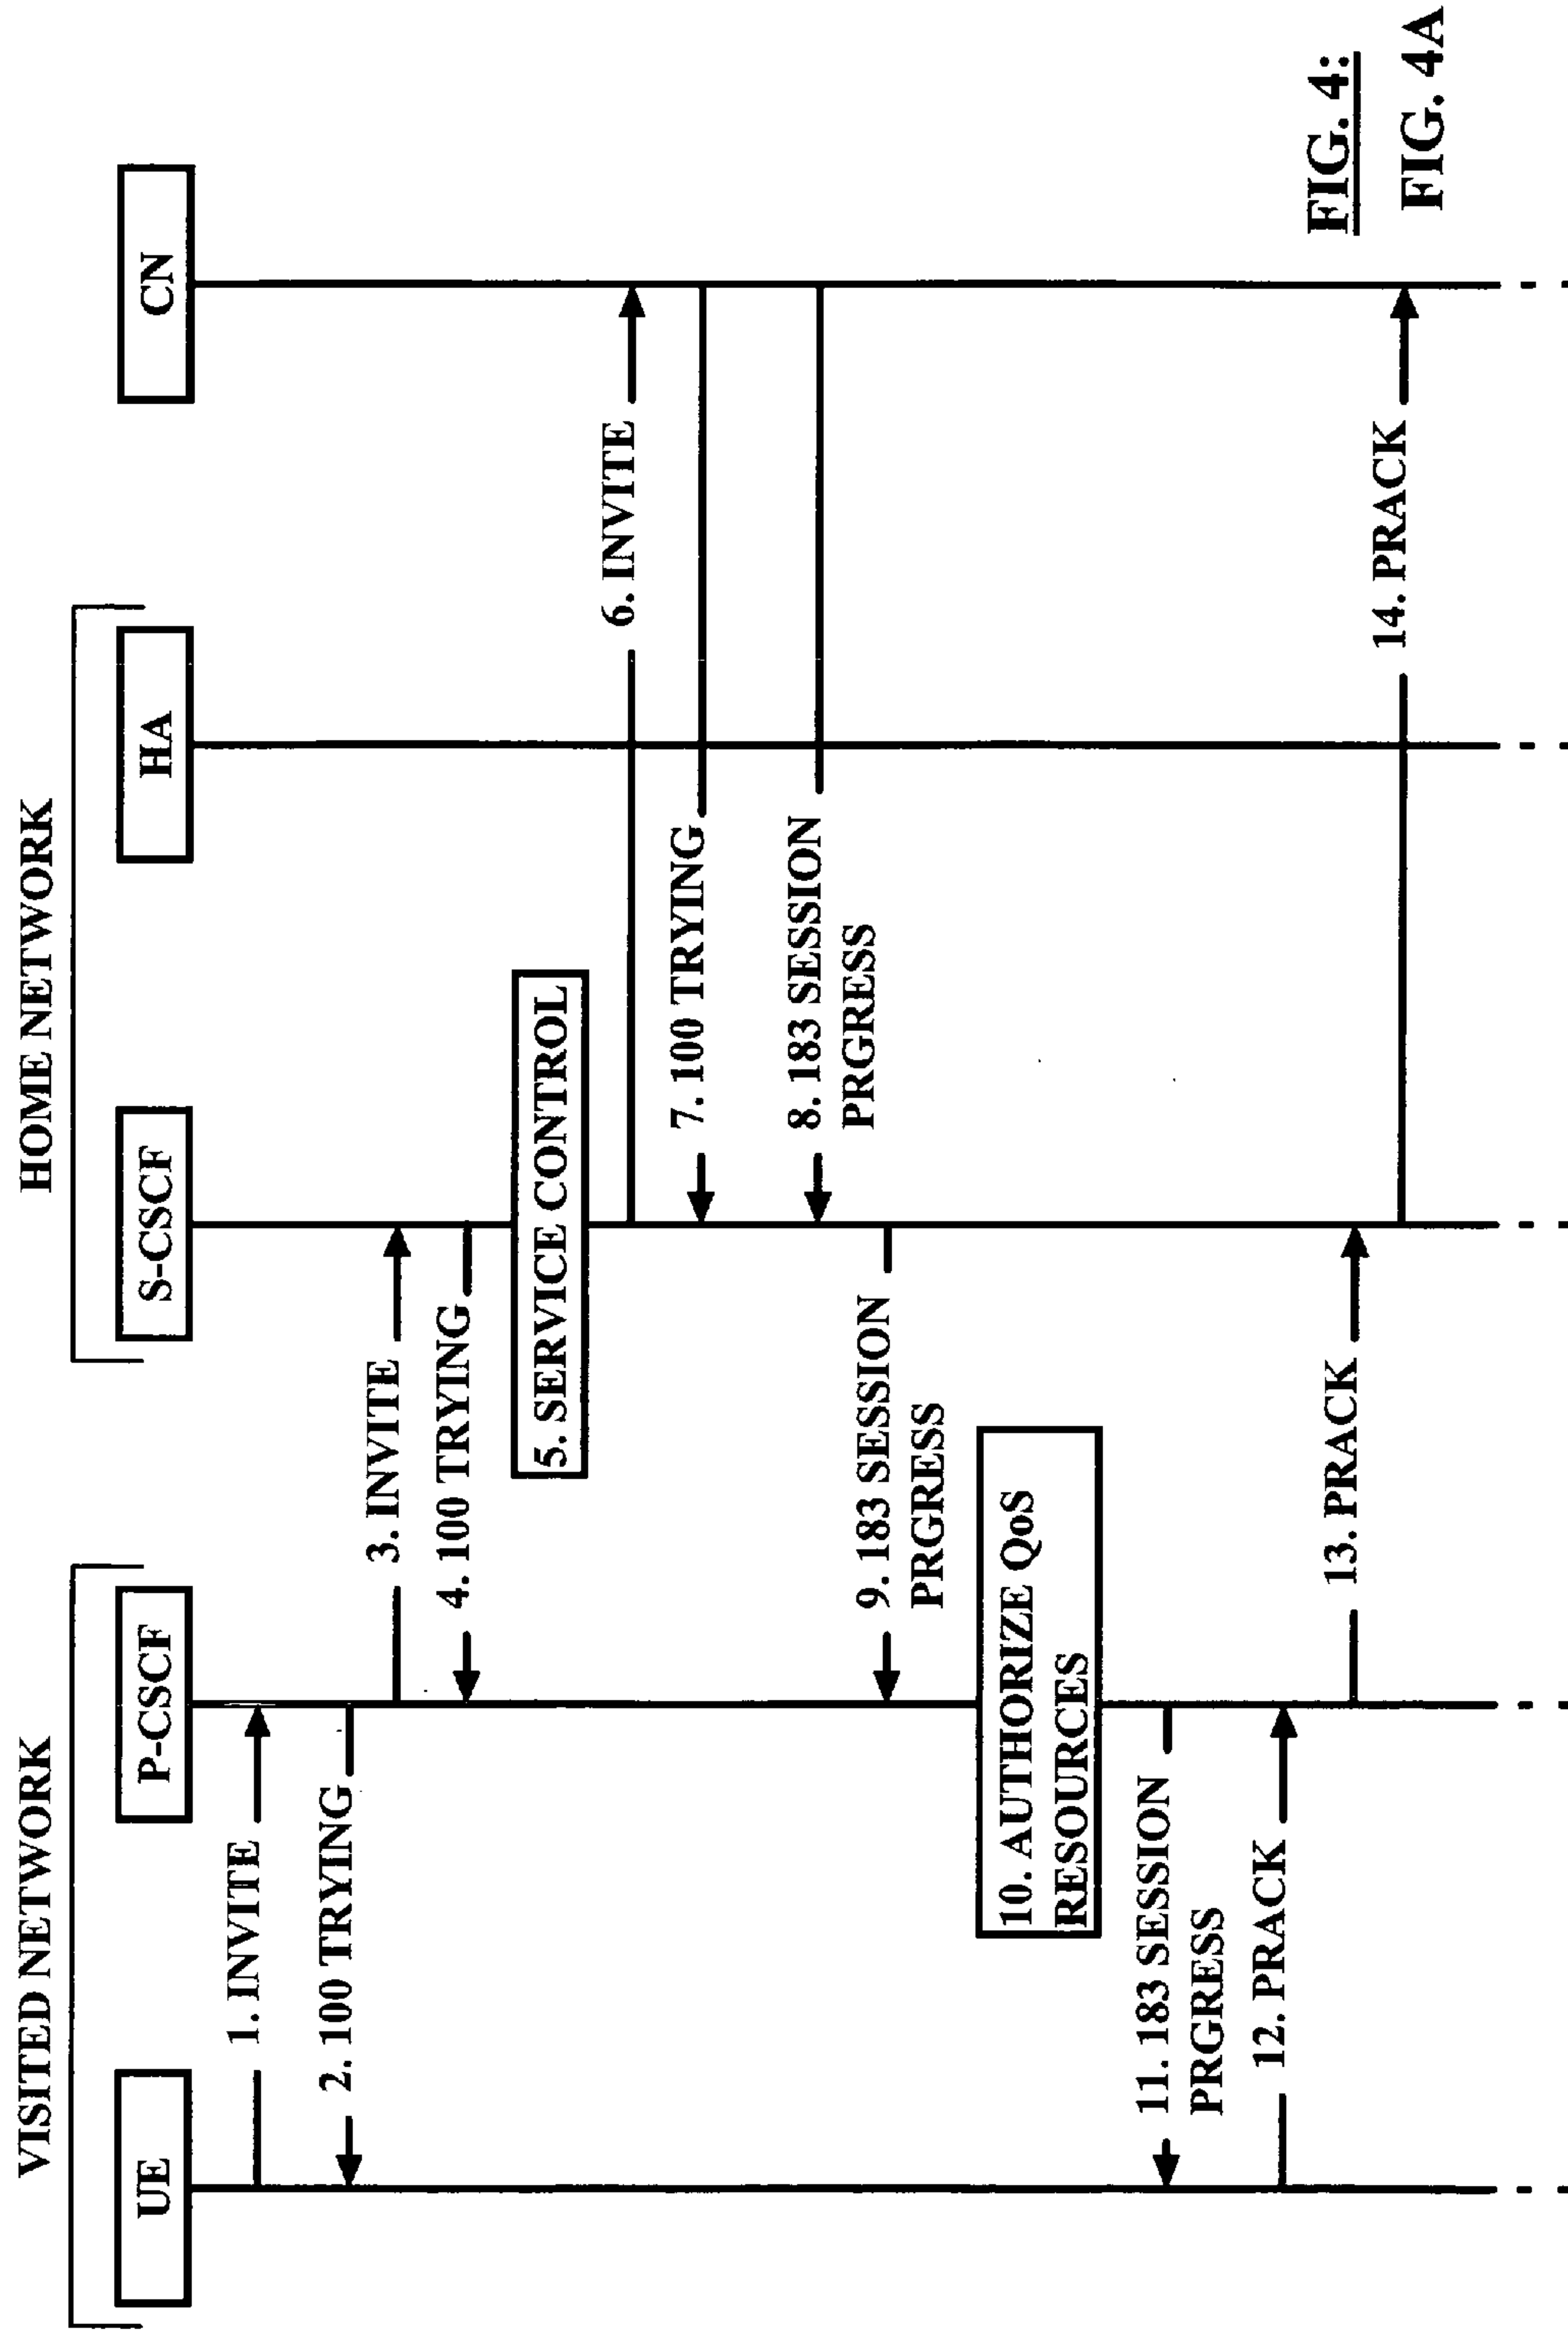 VISITED NETWORK
HOME NETWORK
UE
P-CSCF
S-CSCF
HA
CN
1. INVITE
2. 100 TRYING
3. INVITE
4. 100 TRYING
5. SERVICE CONTROL
6. INVITE
7. 100 TRYING
8. 183 SESSION
PRGRESS
9. 183 SESSION
PRGRESS
10. AUTHORIZE QoS
RESOURCES
11. 183 SESSION
PRGRESS
12. PRACK
13. PRACK
14. PRACK
FIG. 4:
FIG. 4A